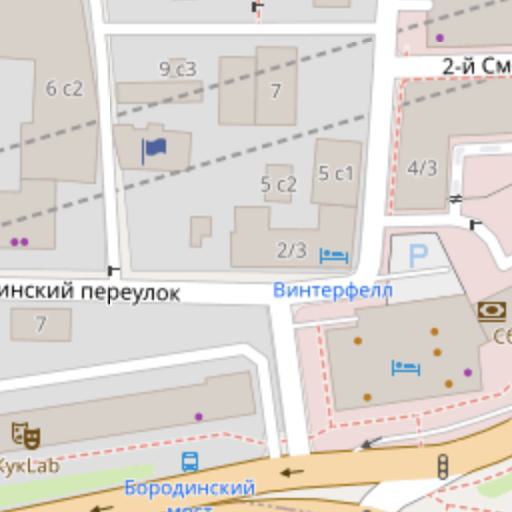 2-й См
9 с3
6 с2
7
4/3
5 с1
5 с2
2/3
P
инский переулок
Винтерфелл
7
Сб
КукLab
Бородинский
мост